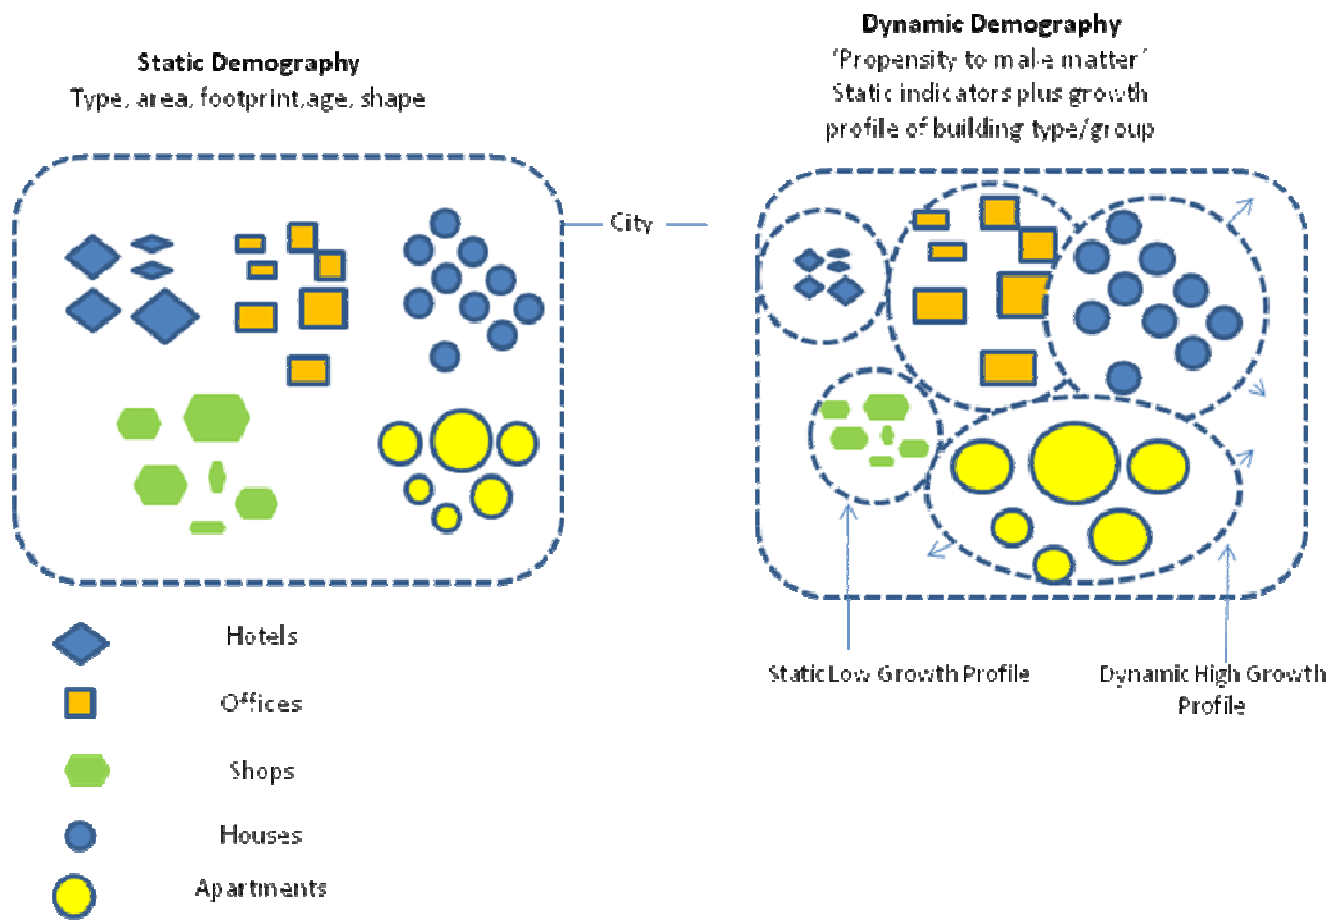 Static Demography
Type, area, footprint,age, shape
Dynamic Demography
'Propensity to make matter'
Static indicators plus growth
profile of building type/group
City
Static Low Growth Profile
Dynamic High Growth
Profile
Hotels
Offices
Shops
Houses
Apartments